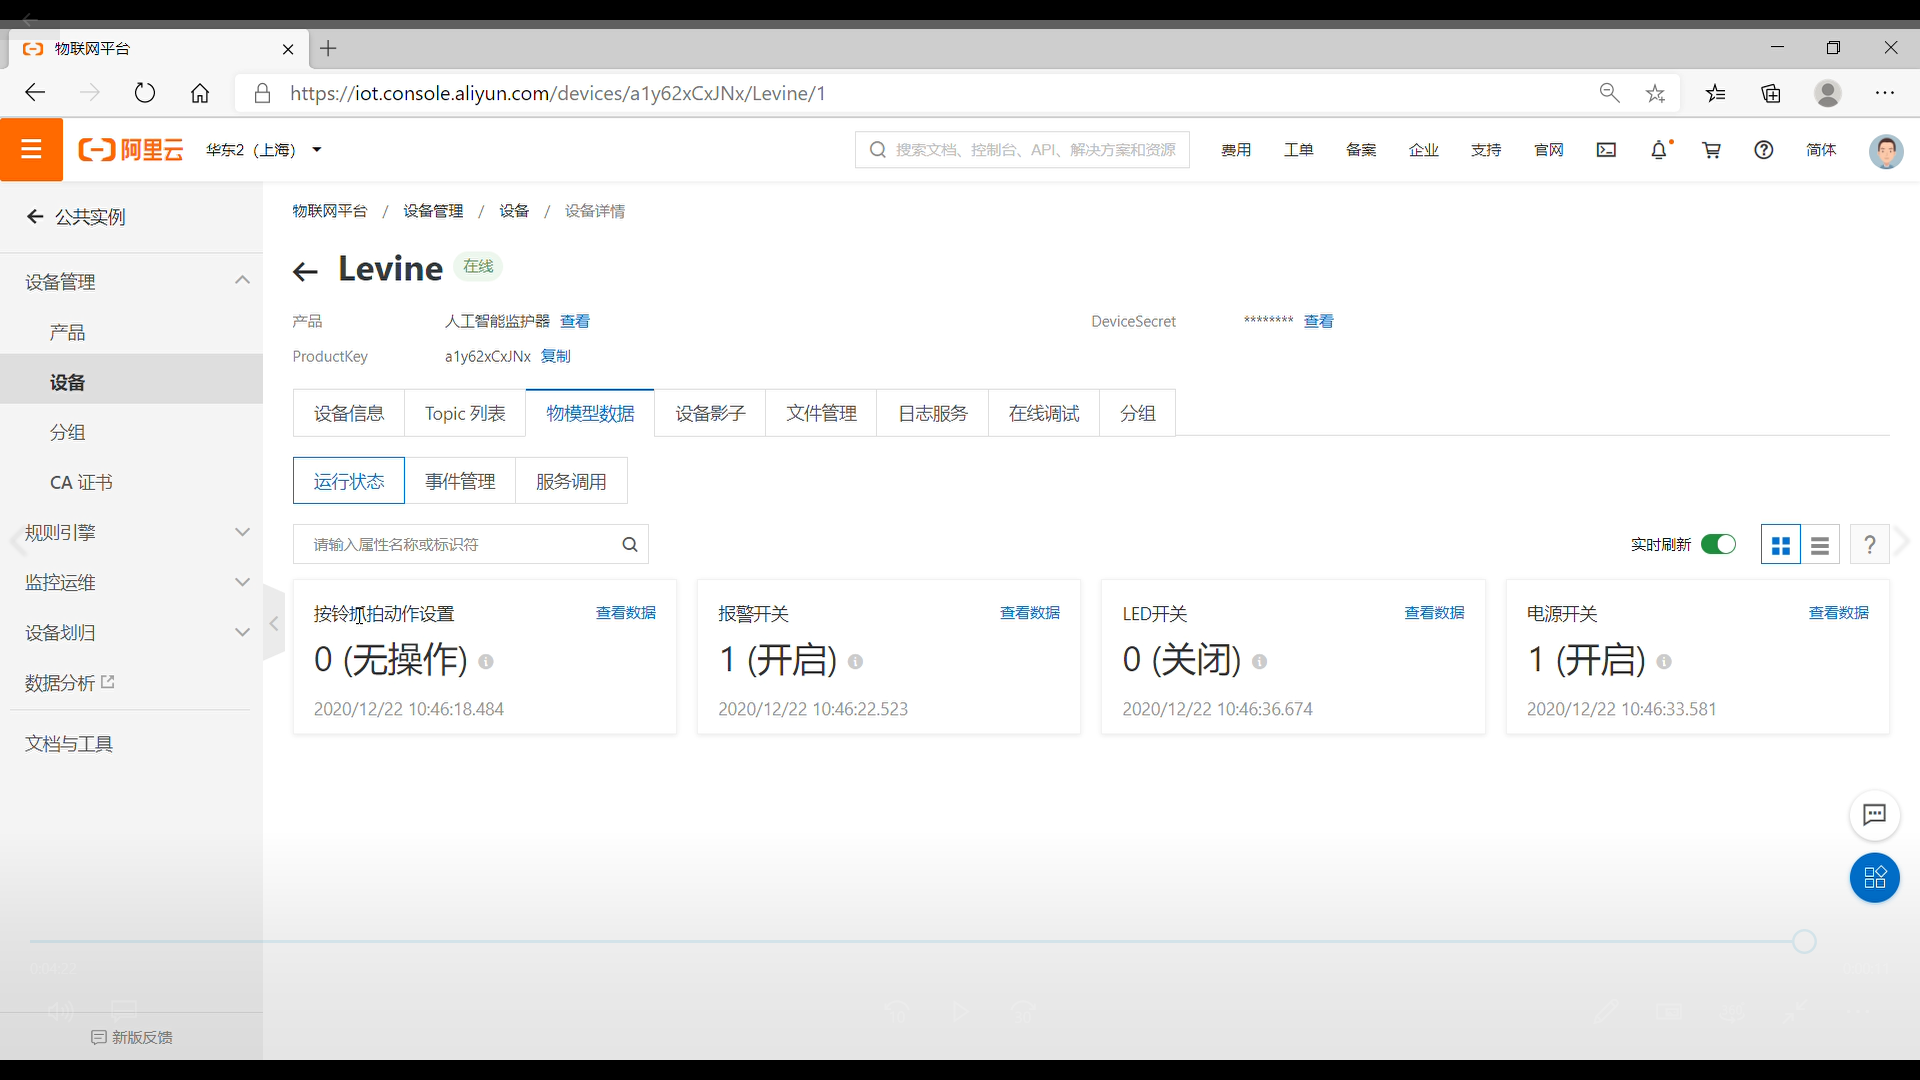 物联网平台
https://iot.console.aliyun.com/devices/a1y62xCxJNx/Levine/1
阿里云 华东2（上海） 搜索文档、控制台、API、解决方案和资源 费用 工单 备案 企业 支持 官网 简体
公共实例
设备管理
产品
设备
分组
CA 证书
规则引擎
监控运维
设备划归
数据分析
文档与工具
新版反馈
物联网平台 / 设备管理 / 设备 / 设备详情
Levine 在线
产品 人工智能监护器 查看 DeviceSecret ******** 查看
ProductKey a1y62xCxJNx 复制
设备信息 Topic 列表 物模型数据 设备影子 文件管理 日志服务 在线调试 分组
运行状态 事件管理 服务调用
请输入属性名称或标识符 实时刷新 ?
按铃抓拍动作设置 查看数据
0 (无操作)
2020/12/22 10:46:18.484
报警开关 查看数据
1 (开启)
2020/12/22 10:46:22.523
LED开关 查看数据
0 (关闭)
2020/12/22 10:46:36.674
电源开关 查看数据
1 (开启)
2020/12/22 10:46:33.581